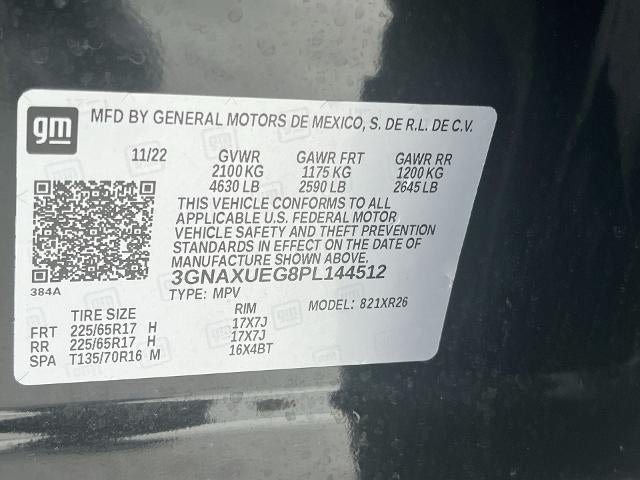 gm
MFD BY GENERAL MOTORS DE MEXICO, S. DE R.L. DE C.V.
11/22 GVWR GAWR FRT GAWR RR
2100 KG 1175 KG 1200 KG
4630 LB 2590 LB 2645 LB
THIS VEHICLE CONFORMS TO ALL
APPLICABLE U.S. FEDERAL MOTOR
VEHICLE SAFETY AND THEFT PREVENTION
STANDARDS IN EFFECT ON THE DATE OF
MANUFACTURE SHOWN ABOVE.
3GNAXUEG8PL144512
384A
TYPE: MPV MODEL: 821XR26
TIRE SIZE RIM
FRT 225/65R17 H 17X7J
RR 225/65R17 H 17X7J
SPA T135/70R16 M 16X4BT